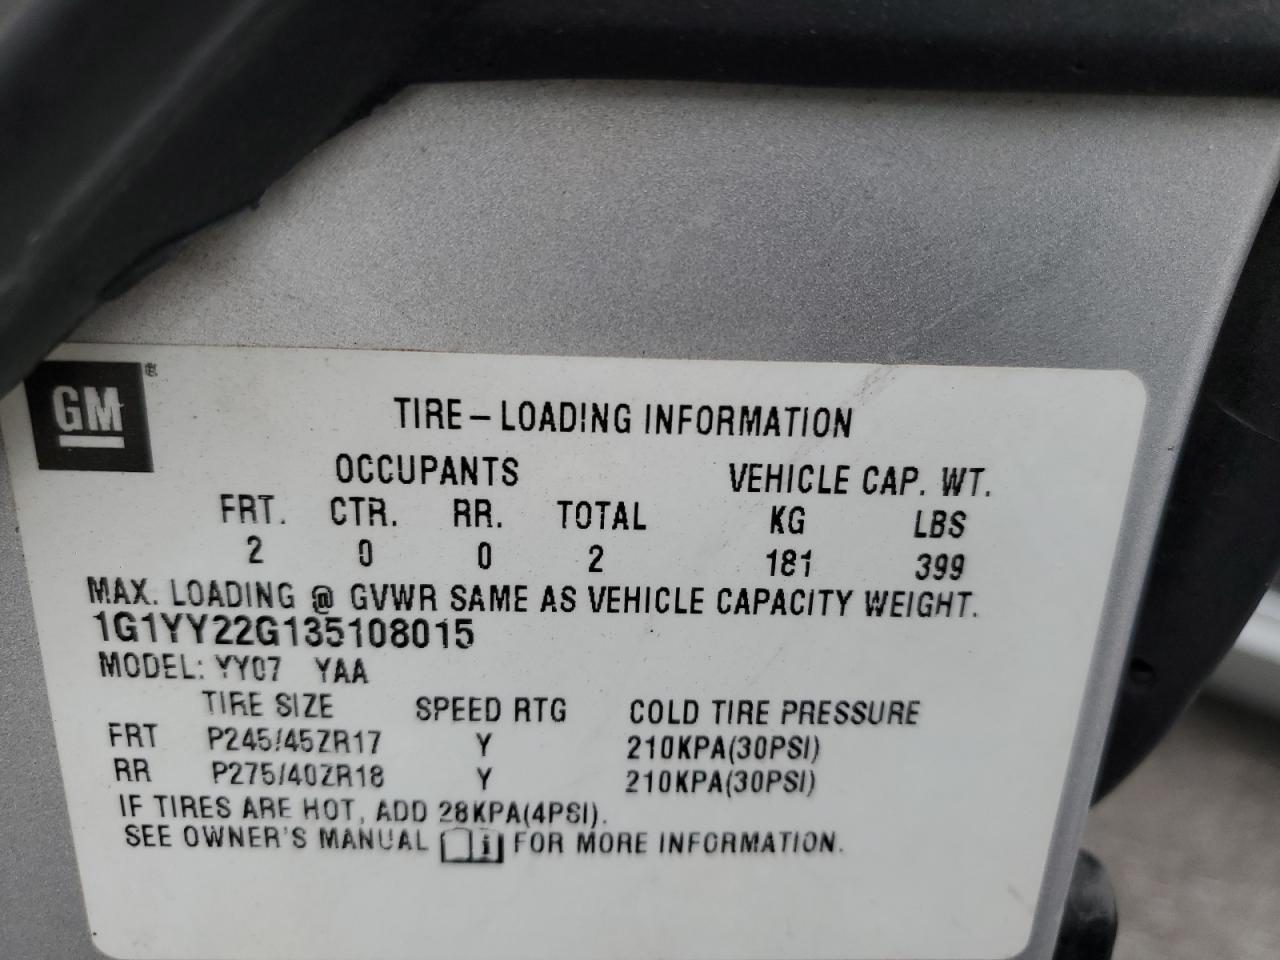 GM
TIRE – LOADING INFORMATION
OCCUPANTS VEHICLE CAP. WT.
FRT. CTR. RR. TOTAL KG LBS
2 0 0 2 181 399
MAX. LOADING @ GVWR SAME AS VEHICLE CAPACITY WEIGHT.
1G1YY22G135108015
MODEL: YY07 YAA
TIRE SIZE SPEED RTG COLD TIRE PRESSURE
FRT P245/45ZR17 Y 210KPA(30PSI)
RR P275/40ZR18 Y 210KPA(30PSI)
IF TIRES ARE HOT, ADD 28KPA(4PSI).
SEE OWNER'S MANUAL i FOR MORE INFORMATION.